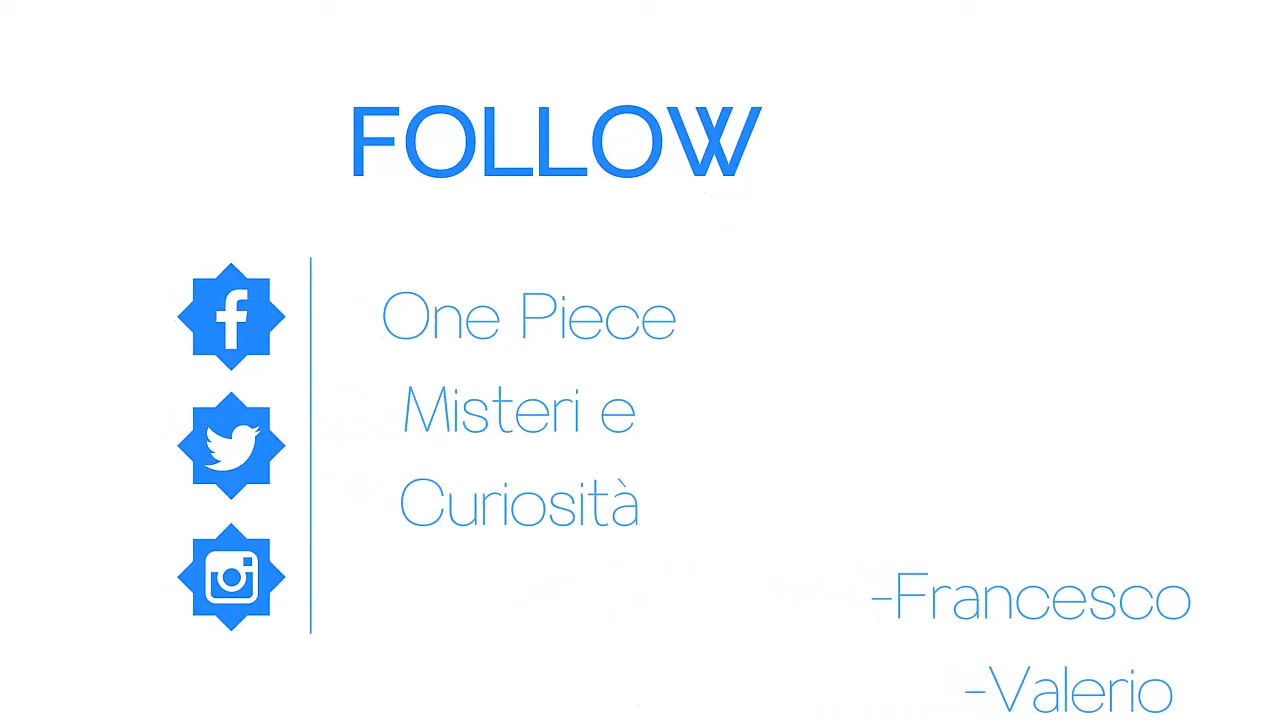 FOLLOW
One Piece
Misteri e
Curiosità
-Francesco
-Valerio